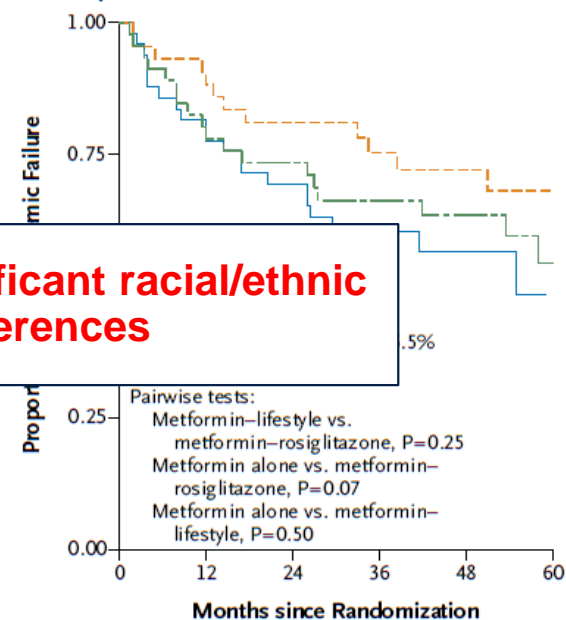 1.00
0.75
mic Failure
ficant racial/ethnic
erences
.5%
Propor
0.25
Pairwise tests:
Metformin–lifestyle vs.
metformin–rosiglitazone, P=0.25
Metformin alone vs. metformin–
rosiglitazone, P=0.07
Metformin alone vs. metformin–
lifestyle, P=0.50
0.00
0 12 24 36 48 60
Months since Randomization